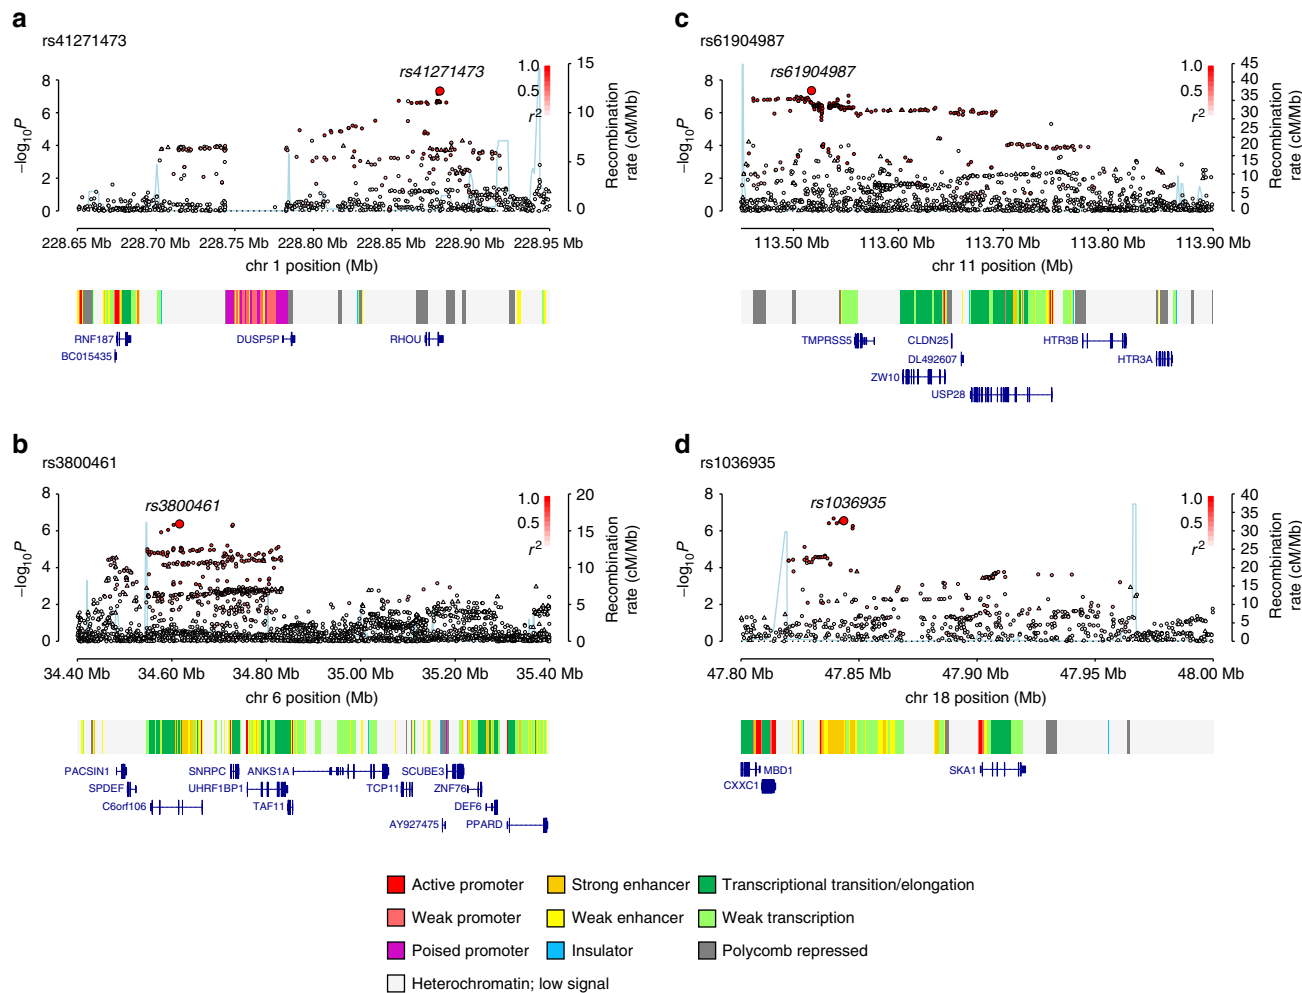 a
rs41271473
rs41271473
1.0
0.5
r2
8
6
4
2
0
–log10P
15
10
5
0
Recombination
rate (cM/Mb)
228.65 Mb 228.70 Mb 228.75 Mb 228.80 Mb 228.85 Mb 228.90 Mb 228.95 Mb
chr 1 position (Mb)
RNF187
DUSP5P
RHOU
BC015435
c
rs61904987
rs61904987
1.0
0.5
r2
8
6
4
2
0
–log10P
45
40
35
30
25
20
15
10
5
0
Recombination
rate (cM/Mb)
113.50 Mb 113.60 Mb 113.70 Mb 113.80 Mb 113.90 Mb
chr 11 position (Mb)
TMPRSS5
CLDN25
HTR3B
DL492607
HTR3A
ZW10
USP28
b
rs3800461
rs3800461
1.0
0.5
r2
8
6
4
2
0
–log10P
20
15
10
5
0
Recombination
rate (cM/Mb)
34.40 Mb 34.60 Mb 34.80 Mb 35.00 Mb 35.20 Mb 35.40 Mb
chr 6 position (Mb)
PACSIN1
SNRPC
ANKS1A
SCUBE3
SPDEF
UHRF1BP1
TCP11
ZNF76
C6orf106
TAF11
DEF6
AY927475
PPARD
d
rs1036935
rs1036935
1.0
0.5
r2
8
6
4
2
0
–log10P
40
35
30
25
20
15
10
5
0
Recombination
rate (cM/Mb)
47.80 Mb 47.85 Mb 47.90 Mb 47.95 Mb 48.00 Mb
chr 18 position (Mb)
MBD1
SKA1
CXXC1
Active promoter
Strong enhancer
Transcriptional transition/elongation
Weak promoter
Weak enhancer
Weak transcription
Poised promoter
Insulator
Polycomb repressed
Heterochromatin; low signal